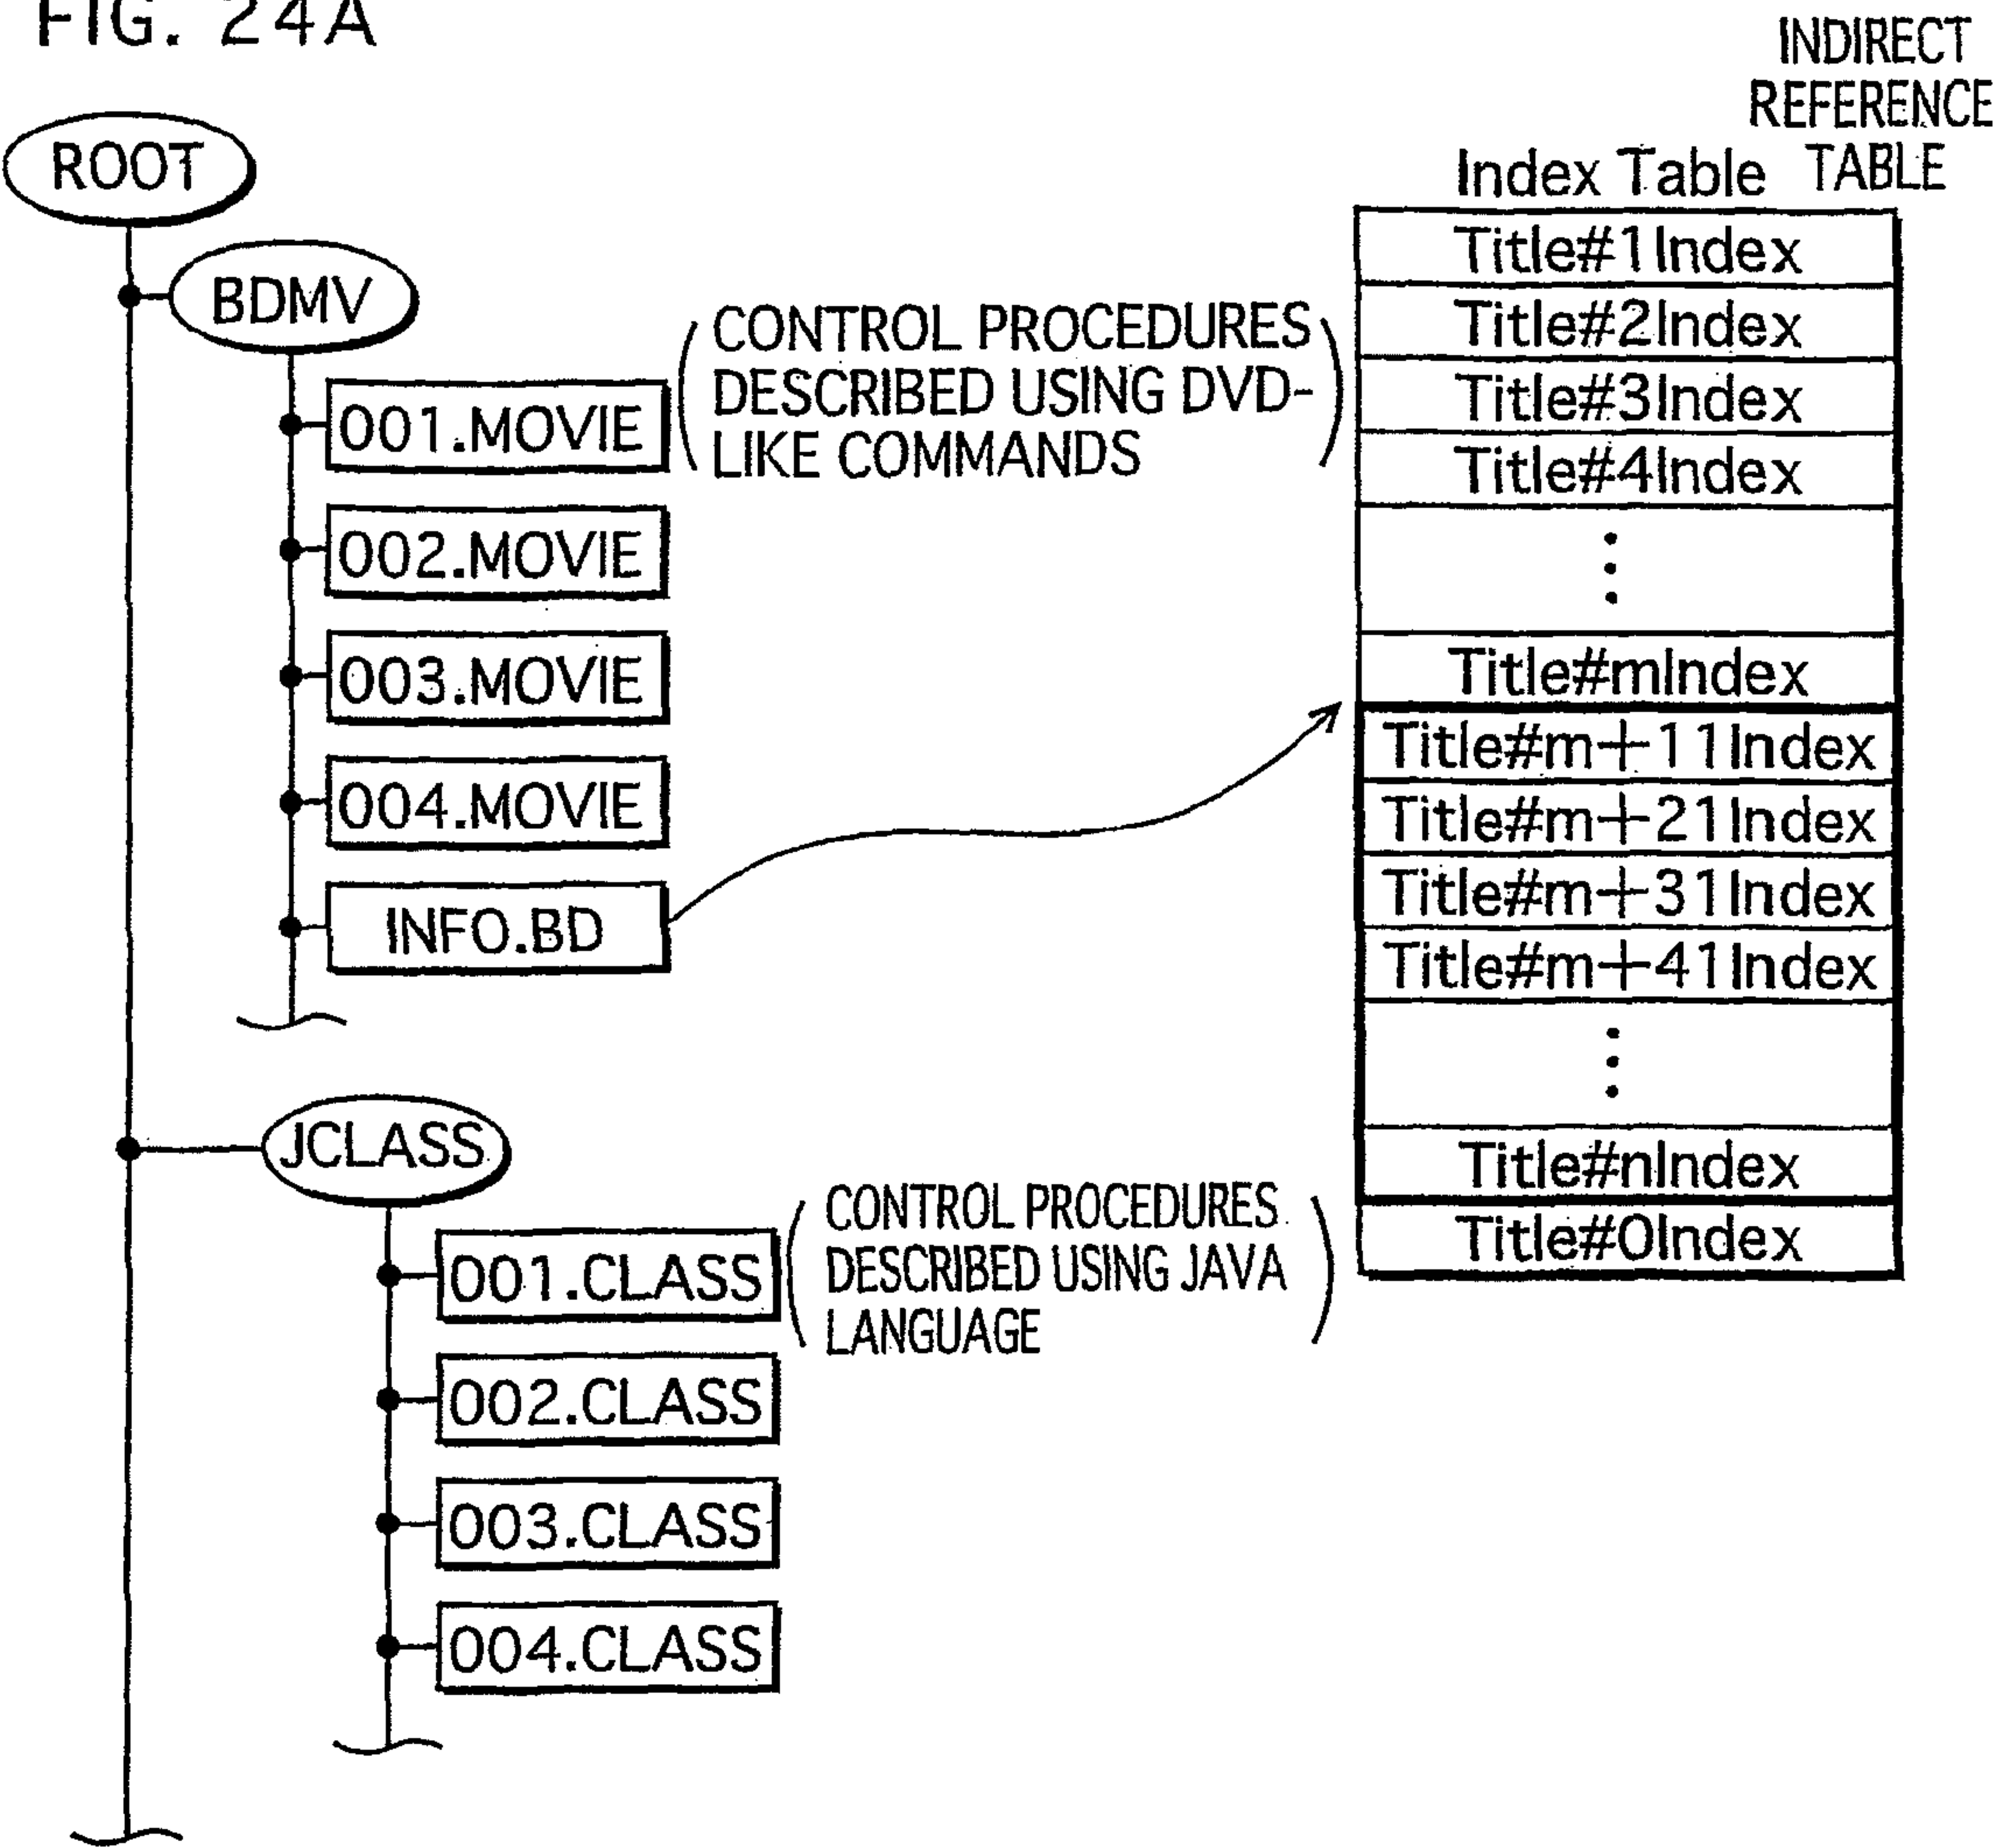 FIG. 24A
ROOT
BDMV
001.MOVIE
(CONTROL PROCEDURES
DESCRIBED USING DVD-
LIKE COMMANDS)
002.MOVIE
003.MOVIE
004.MOVIE
INFO.BD
JCLASS
001.CLASS
(CONTROL PROCEDURES
DESCRIBED USING JAVA
LANGUAGE)
002.CLASS
003.CLASS
004.CLASS
INDIRECT
REFERENCE
TABLE
Index Table
Title#1Index
Title#2Index
Title#3Index
Title#4Index
⋮
Title#mIndex
Title#m+11Index
Title#m+21Index
Title#m+31Index
Title#m+41Index
⋮
Title#nIndex
Title#0Index